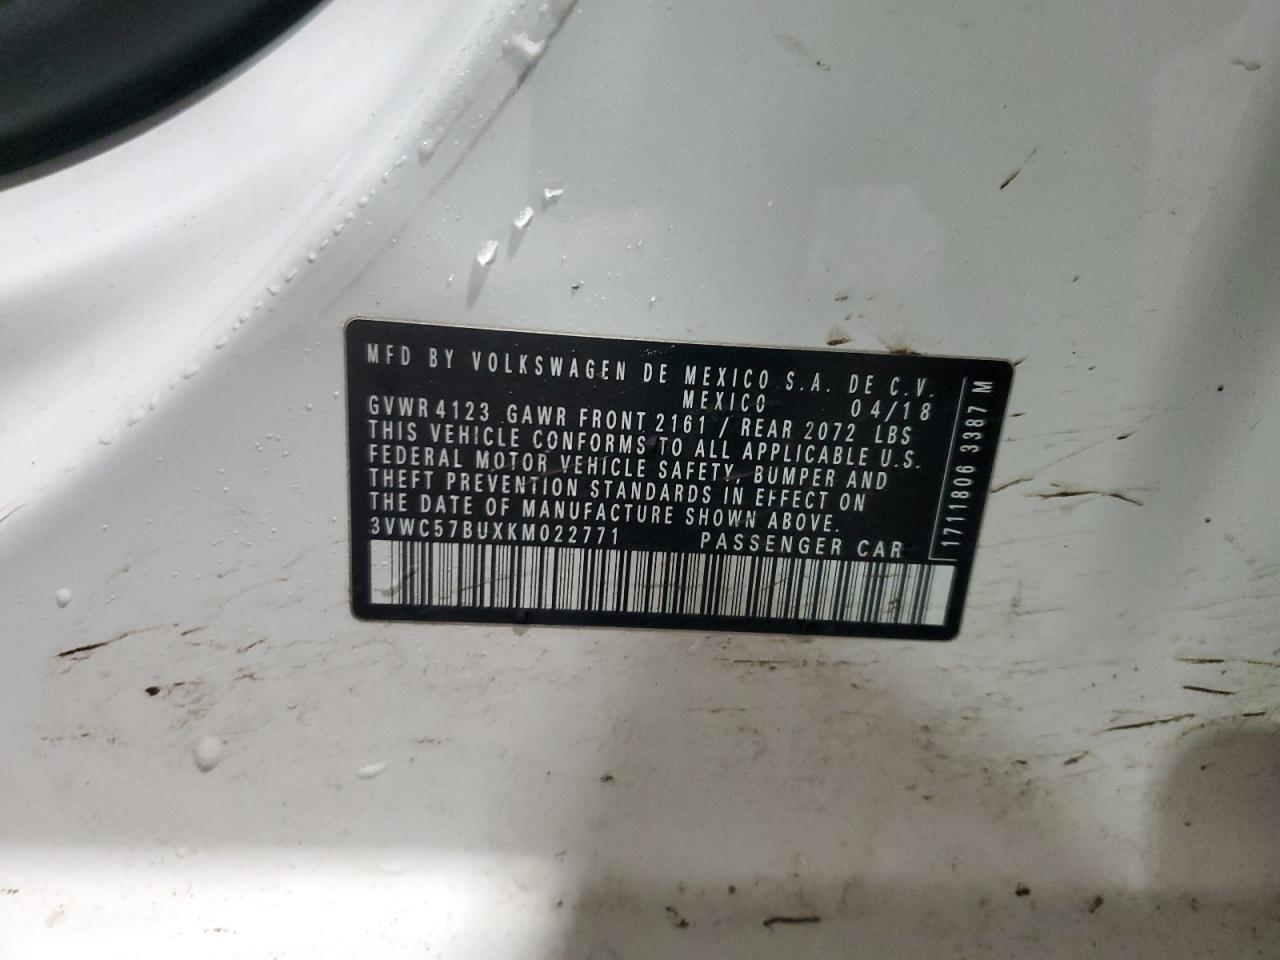 MFD BY VOLKSWAGEN DE MEXICO S.A. DE C.V.
MEXICO 04/18
GVWR 4123 GAWR FRONT 2161 / REAR 2072 LBS
THIS VEHICLE CONFORMS TO ALL APPLICABLE U.S.
FEDERAL MOTOR VEHICLE SAFETY, BUMPER AND
THEFT PREVENTION STANDARDS IN EFFECT ON
THE DATE OF MANUFACTURE SHOWN ABOVE.
3VWC57BUXKM022771 PASSENGER CAR
1711806 3387 M